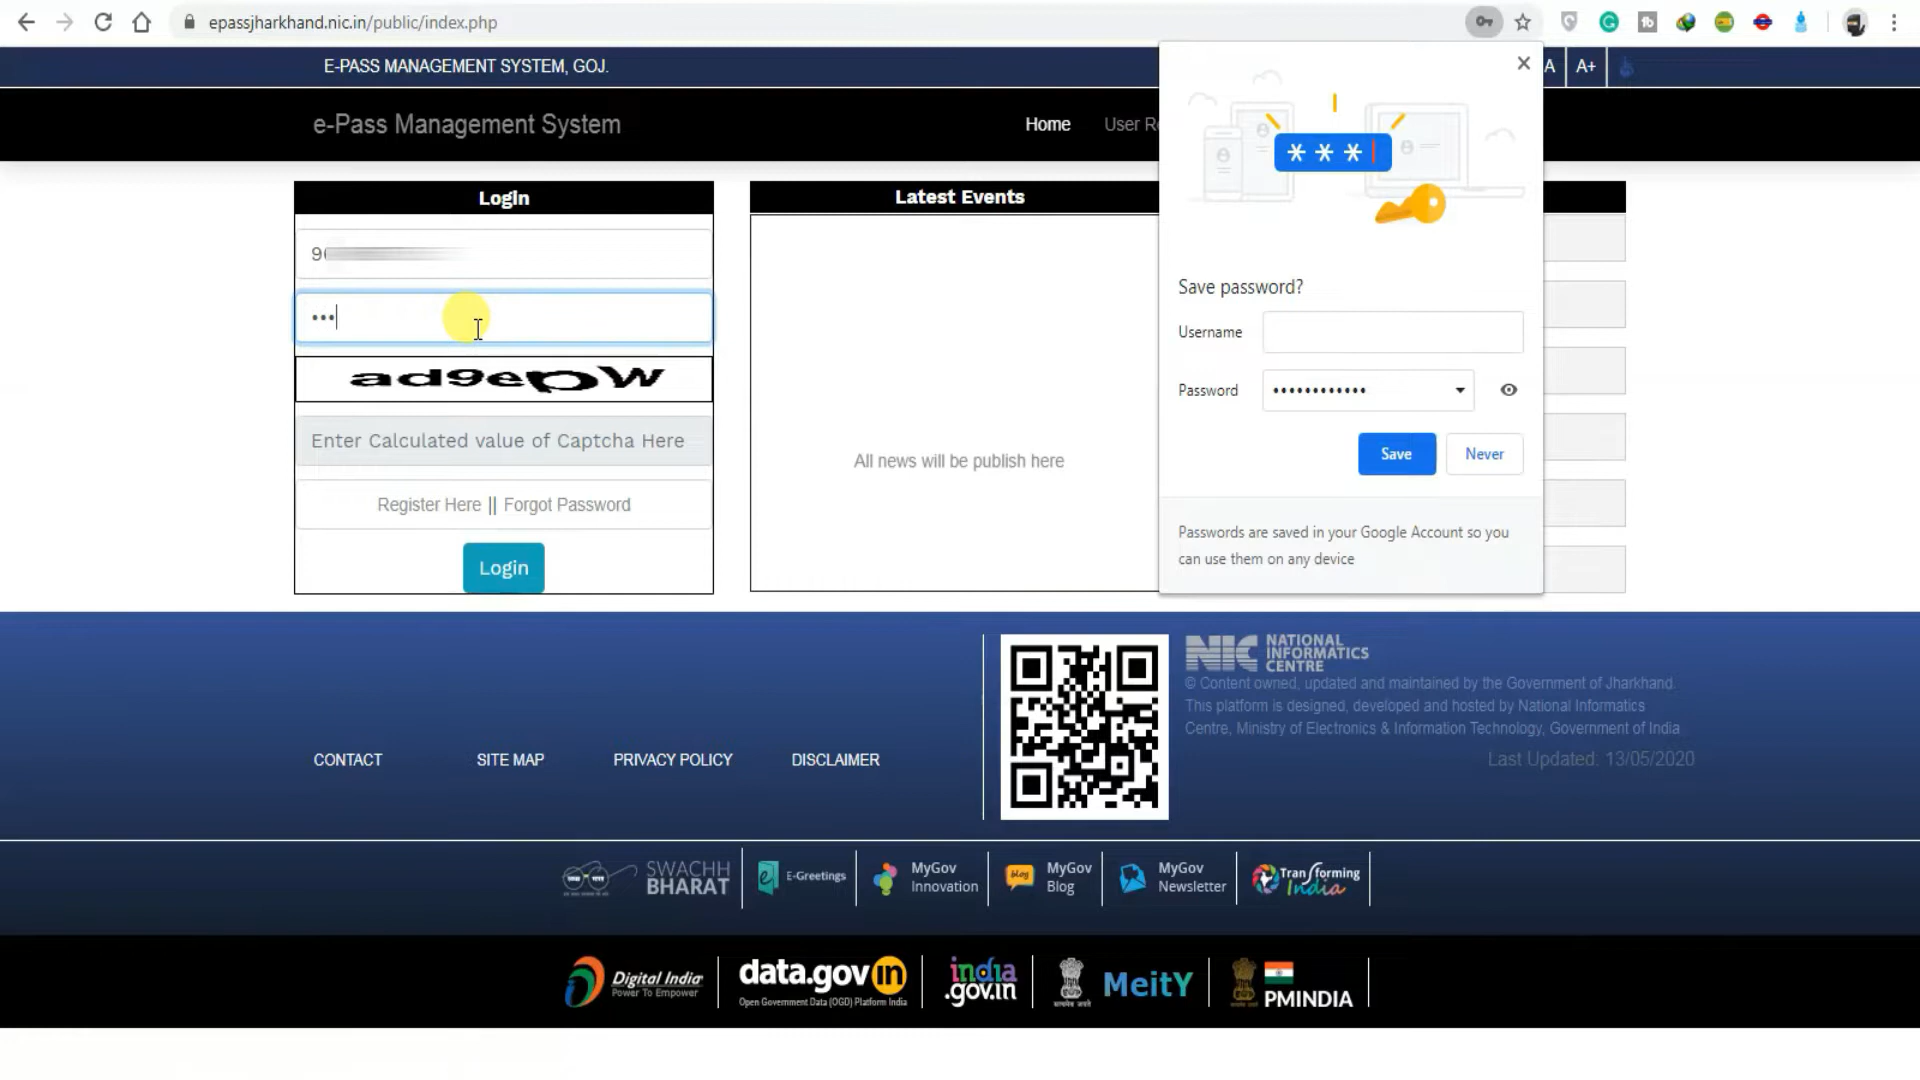 epassjharkhand.nic.in/public/index.php
E-PASS MANAGEMENT SYSTEM, GOJ.
A
A+
e-Pass Management System
Home
User Re
Login
Latest Events
9
•••
ad9epW
Enter Calculated value of Captcha Here
Register Here || Forgot Password
Login
All news will be publish here
***
Save password?
Username
Password
••••••••••••
Save
Never
Passwords are saved in your Google Account so you
can use them on any device
CONTACT
SITE MAP
PRIVACY POLICY
DISCLAIMER
NIC NATIONAL
INFORMATICS
CENTRE
© Content owned, updated and maintained by the Government of Jharkhand.
This platform is designed, developed and hosted by National Informatics
Centre, Ministry of Electronics & Information Technology, Government of India
Last Updated: 13/05/2020
SWACHH
BHARAT
E-Greetings
MyGov
Innovation
blog
MyGov
Blog
MyGov
Newsletter
Transforming
India
Digital India
Power To Empower
data.gov in
Open Government Data (OGD) Platform India
india
.gov.in
MeitY
PMINDIA